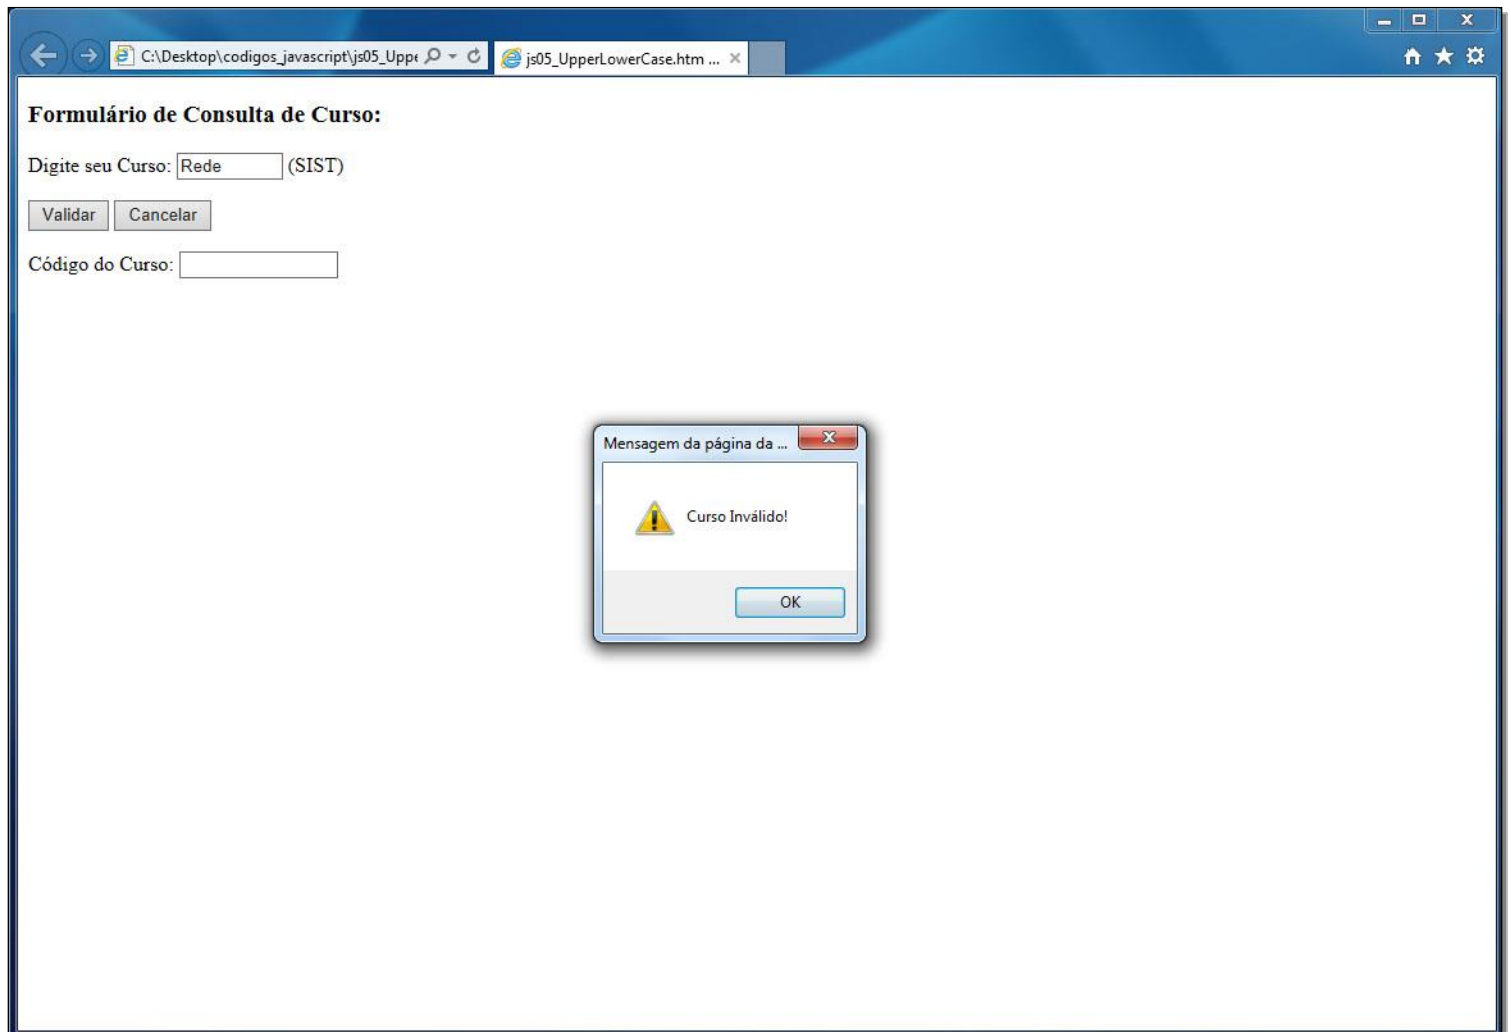 C:\Desktop\codigos_javascript\js05_Uppe
js05_UpperLowerCase.htm ...
Formulário de Consulta de Curso:
Digite seu Curso: Rede (SIST)
Validar Cancelar
Código do Curso:
Mensagem da página da ...
Curso Inválido!
OK